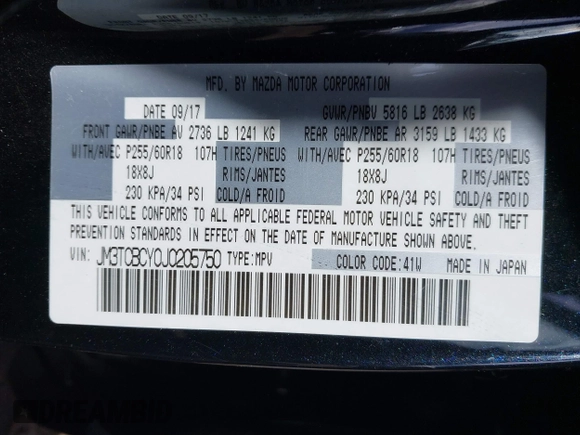 MFD. BY MAZDA MOTOR CORPORATION
DATE 09/17 GVWR/PNBV 5816 LB 2638 KG
FRONT GAWR/PNBE AV 2736 LB 1241 KG REAR GAWR/PNBE AR 3159 LB 1433 KG
WITH/AVEC P255/60R18 107H TIRES/PNEUS WITH/AVEC P255/60R18 107H TIRES/PNEUS
18X8J RIMS/JANTES 18X8J RIMS/JANTES
230 KPA/34 PSI COLD/A FROID 230 KPA/34 PSI COLD/A FROID
THIS VEHICLE CONFORMS TO ALL APPLICABLE FEDERAL MOTOR VEHICLE SAFETY AND THEFT
PREVENTION STANDARDS IN EFFECT ON THE DATE OF MANUFACTURE SHOWN ABOVE.
VIN: JM3TCBCY0J0205750 TYPE:MPV COLOR CODE:41W MADE IN JAPAN
DREAMBID